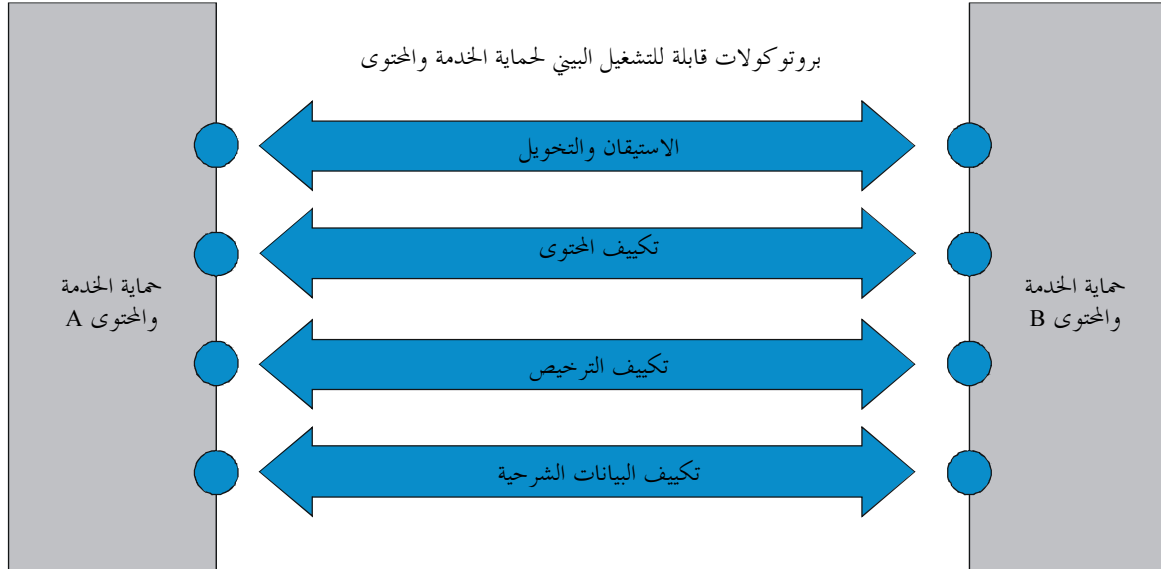 بروتوكولات قابلة للتشغيل البيني لحماية الخدمة والمحتوى
الاستيقان والتخويل
تكييف المحتوى
تكييف الترخيص
تكييف البيانات الشرحية
حماية الخدمة
والمحتوى A
حماية الخدمة
والمحتوى B